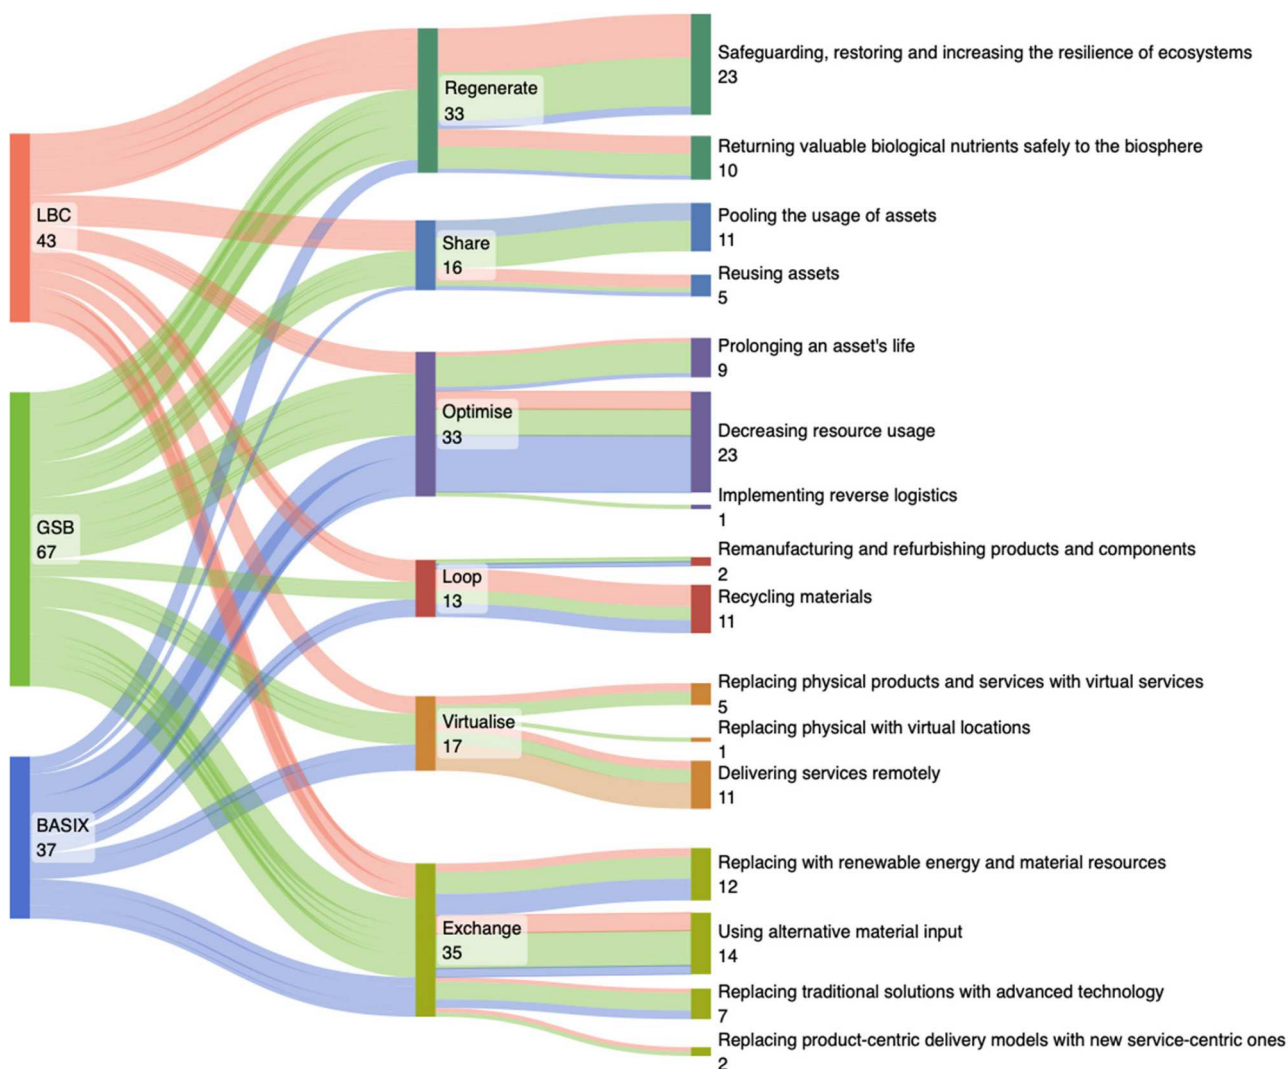 LBC
43
GSB
67
BASIX
37
Regenerate
33
Share
16
Optimise
33
Loop
13
Virtualise
17
Exchange
35
Safeguarding, restoring and increasing the resilience of ecosystems
23
Returning valuable biological nutrients safely to the biosphere
10
Pooling the usage of assets
11
Reusing assets
5
Prolonging an asset's life
9
Decreasing resource usage
23
Implementing reverse logistics
1
Remanufacturing and refurbishing products and components
2
Recycling materials
11
Replacing physical products and services with virtual services
5
Replacing physical with virtual locations
1
Delivering services remotely
11
Replacing with renewable energy and material resources
12
Using alternative material input
14
Replacing traditional solutions with advanced technology
7
Replacing product-centric delivery models with new service-centric ones
2